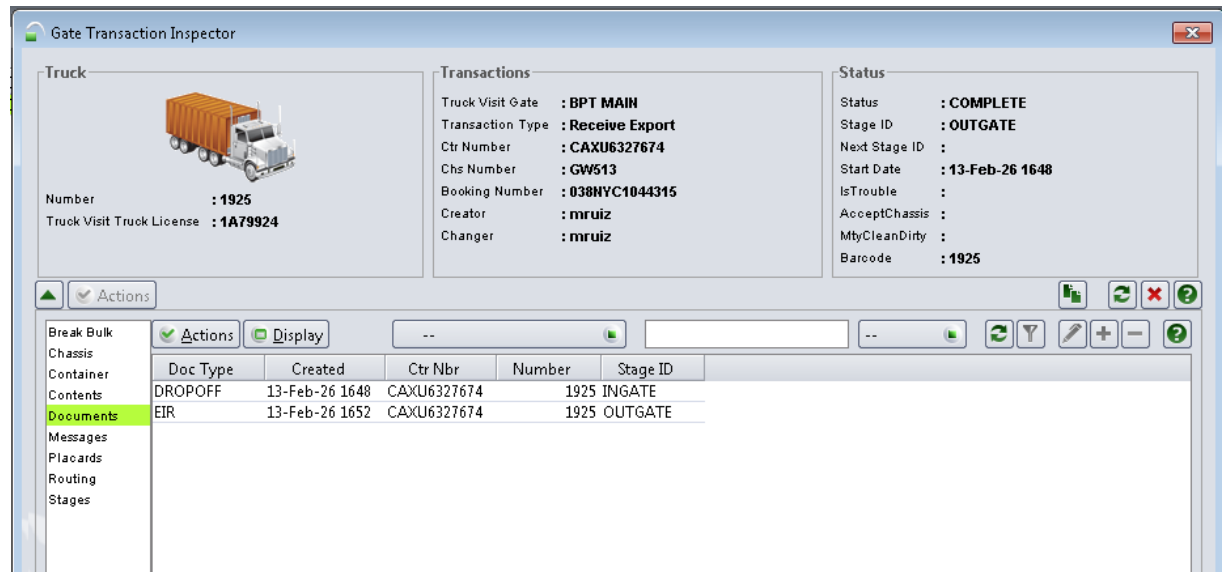 Gate Transaction Inspector
Truck
Number : 1925
Truck Visit Truck License : 1A79924
Transactions
Truck Visit Gate : BPT MAIN
Transaction Type : Receive Export
Ctr Number : CAXU6327674
Chs Number : GW513
Booking Number : 038NYC1044315
Creator : mruiz
Changer : mruiz
Status
Status : COMPLETE
Stage ID : OUTGATE
Next Stage ID :
Start Date : 13-Feb-26 1648
IsTrouble :
AcceptChassis :
MtyCleanDirty :
Barcode : 1925
Actions
Break Bulk
Chassis
Container
Contents
Documents
Messages
Placards
Routing
Stages
Actions Display -- --
Doc Type Created Ctr Nbr Number Stage ID
DROPOFF 13-Feb-26 1648 CAXU6327674 1925 INGATE
EIR 13-Feb-26 1652 CAXU6327674 1925 OUTGATE